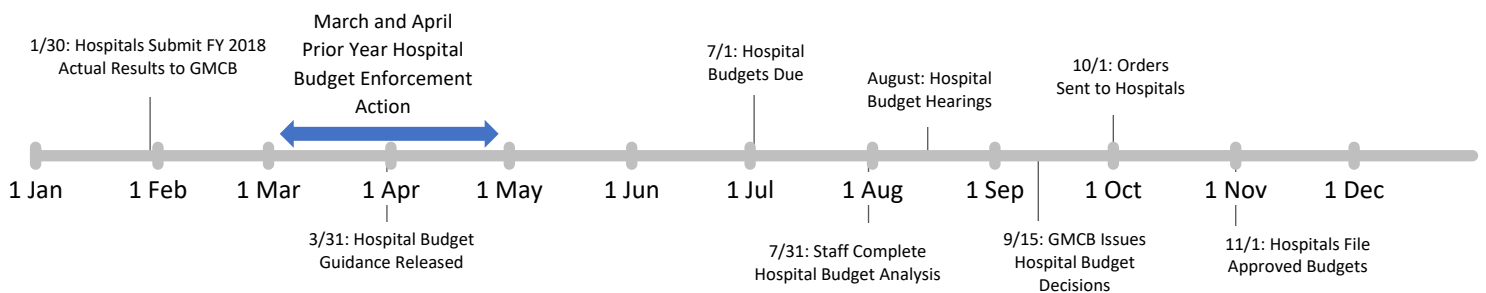 1/30: Hospitals Submit FY 2018
Actual Results to GMCB
March and April
Prior Year Hospital
Budget Enforcement
Action
7/1: Hospital
Budgets Due
August: Hospital
Budget Hearings
10/1: Orders
Sent to Hospitals
1 Jan
1 Feb
1 Mar
1 Apr
1 May
1 Jun
1 Jul
1 Aug
1 Sep
1 Oct
1 Nov
1 Dec
3/31: Hospital Budget
Guidance Released
7/31: Staff Complete
Hospital Budget Analysis
9/15: GMCB Issues
Hospital Budget
Decisions
11/1: Hospitals File
Approved Budgets